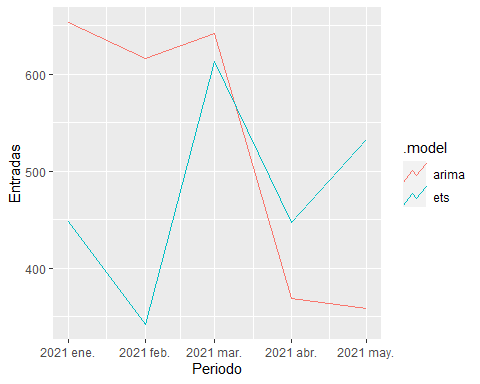 600
500
400
Entradas
2021 ene.
2021 feb.
2021 mar.
2021 abr.
2021 may.
Periodo
.model
arima
ets